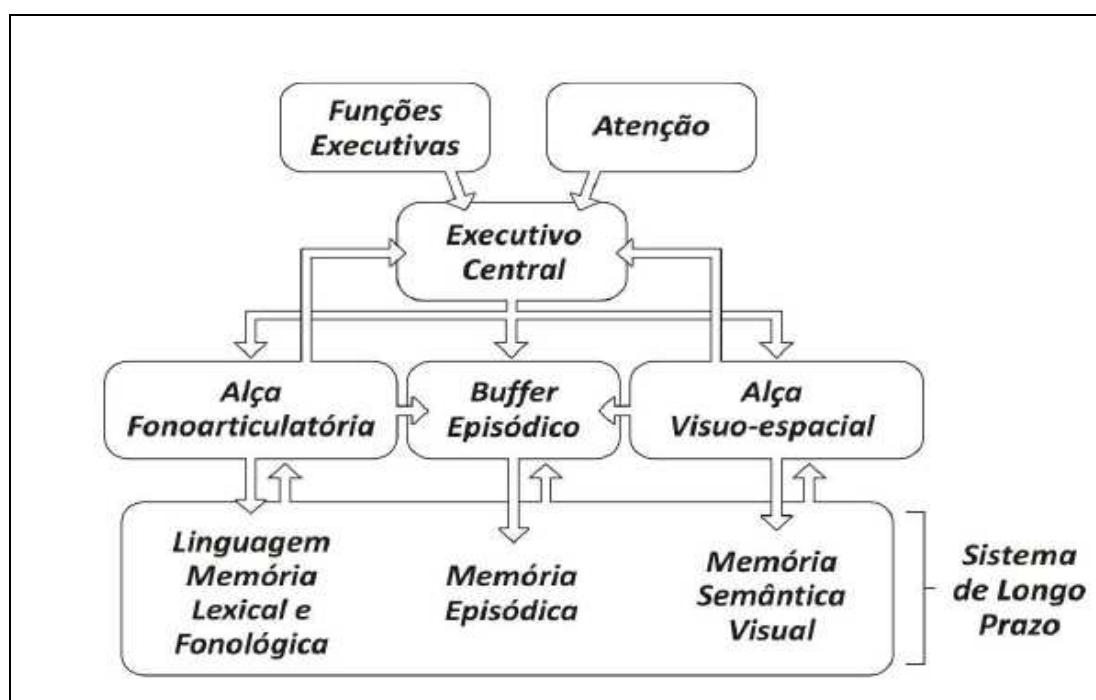 Funções
Executivas
Atenção
Executivo
Central
Alça
Fonoarticulatória
Buffer
Episódico
Alça
Visuo-espacial
Linguagem
Memória
Lexical e
Fonológica
Memória
Episódica
Memória
Semântica
Visual
Sistema
de Longo
Prazo